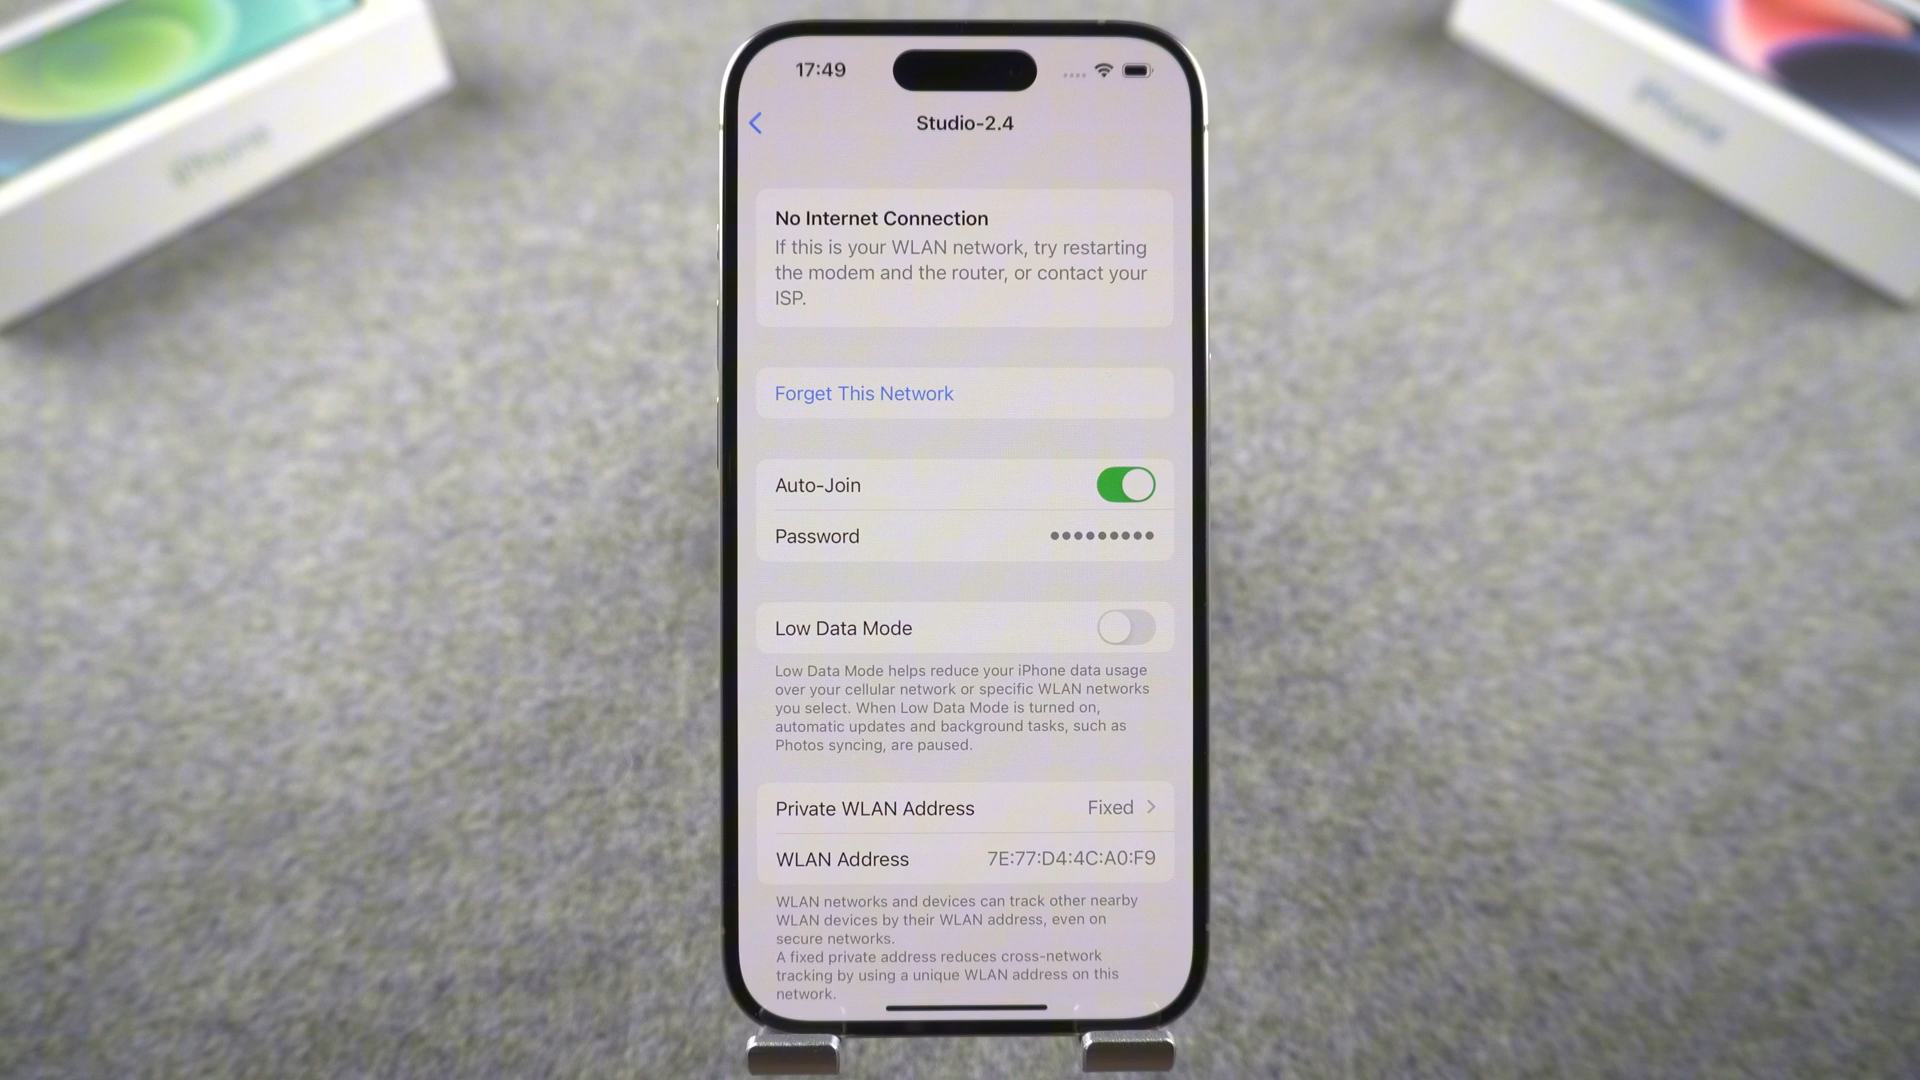 17:49
Studio-2.4
No Internet Connection
If this is your WLAN network, try restarting
the modem and the router, or contact your
ISP.
Forget This Network
Auto-Join
Password •••••••••
Low Data Mode
Low Data Mode helps reduce your iPhone data usage
over your cellular network or specific WLAN networks
you select. When Low Data Mode is turned on,
automatic updates and background tasks, such as
Photos syncing, are paused.
Private WLAN Address Fixed
WLAN Address 7E:77:D4:4C:A0:F9
WLAN networks and devices can track other nearby
WLAN devices by their WLAN address, even on
secure networks.
A fixed private address reduces cross-network
tracking by using a unique WLAN address on this
network.
iPhone
iPhone